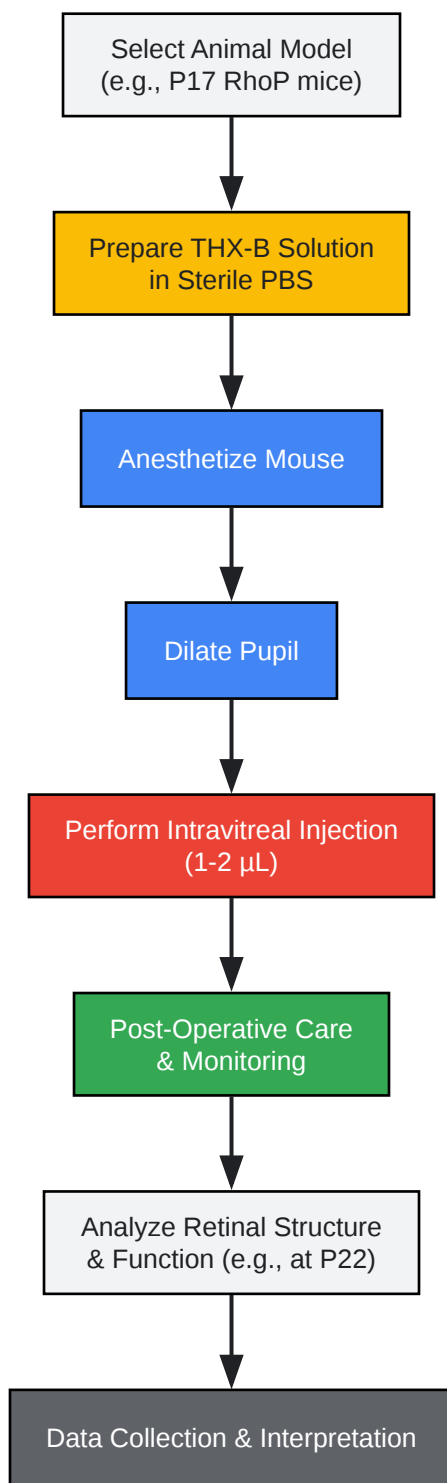 Select Animal Model
(e.g., P17 RhoP mice)
Prepare THX-B Solution
in Sterile PBS
Anesthetize Mouse
Dilate Pupil
Perform Intravitreal Injection
(1-2 µL)
Post-Operative Care
& Monitoring
Analyze Retinal Structure
& Function (e.g., at P22)
Data Collection & Interpretation